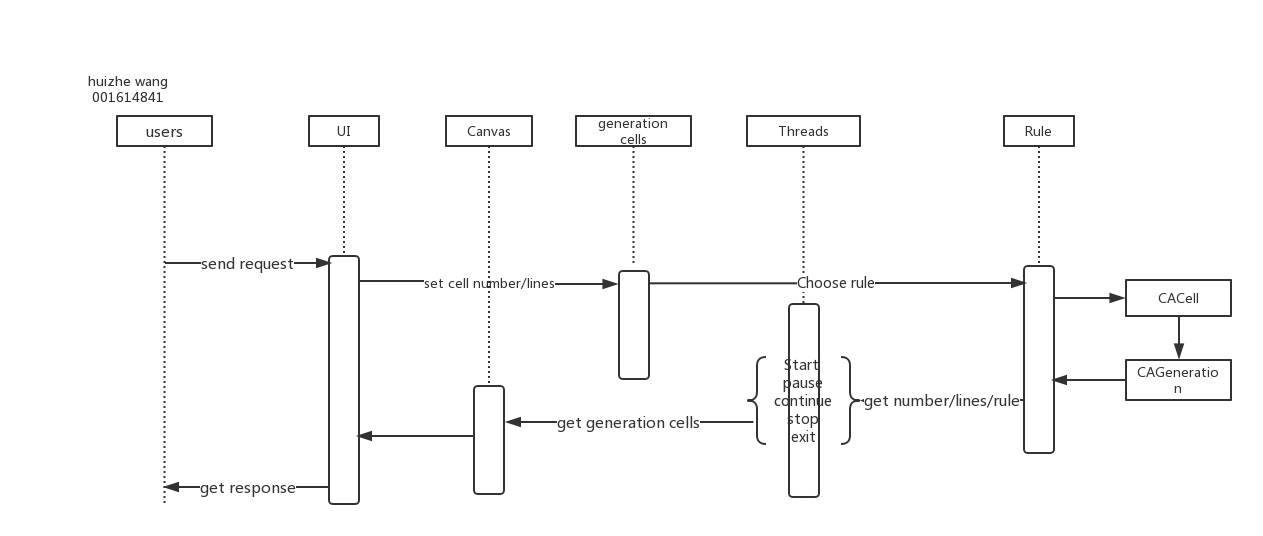 huizhe wang
001614841
users
UI
Canvas
generation
cells
Threads
Rule
send request
set cell number/lines
Choose rule
CACell
CAGeneratio
n
Start
pause
continue
stop
exit
get number/lines/rule
get generation cells
get response